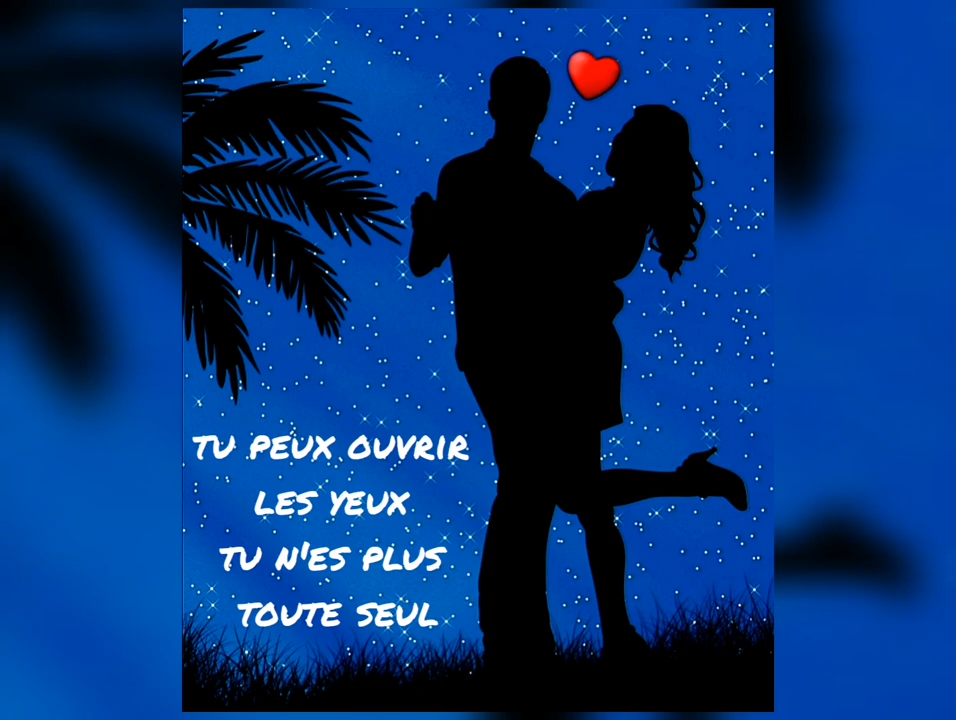 TU PEUX OUVRIR
LES YEUX
TU N'ES PLUS
TOUTE SEUL